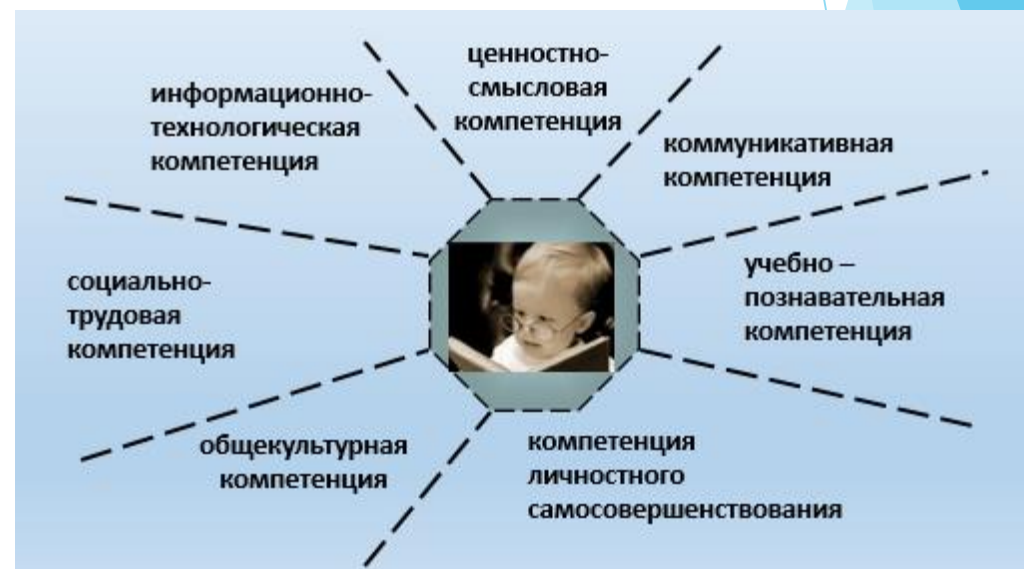 ценностно-
смысловая
компетенция
информационно-
технологическая
компетенция
коммуникативная
компетенция
социально-
трудовая
компетенция
учебно –
познавательная
компетенция
общекультурная
компетенция
компетенция
личностного
самосовершенствования